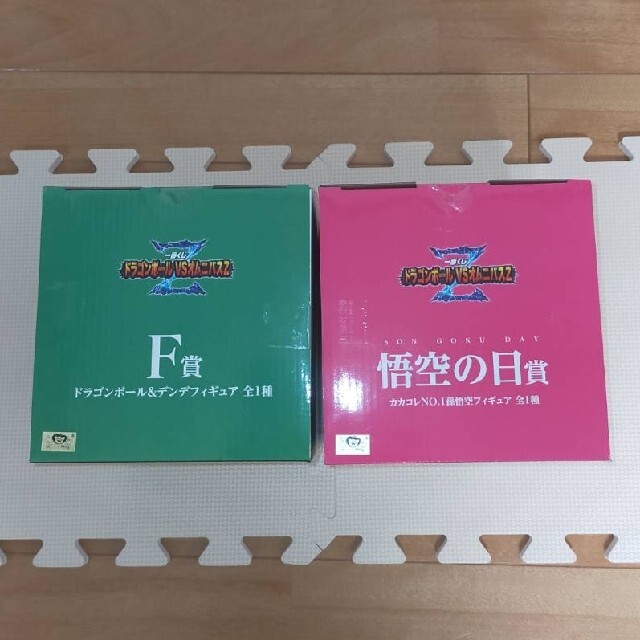 一番くじ
ドラゴンボール VSオムニバスZ
F賞
ドラゴンボール&デンデフィギュア 全1種
一番くじ
ドラゴンボール VSオムニバスZ
SON GOKU DAY
悟空の日賞
カカコレNO.1孫悟空フィギュア 全1種